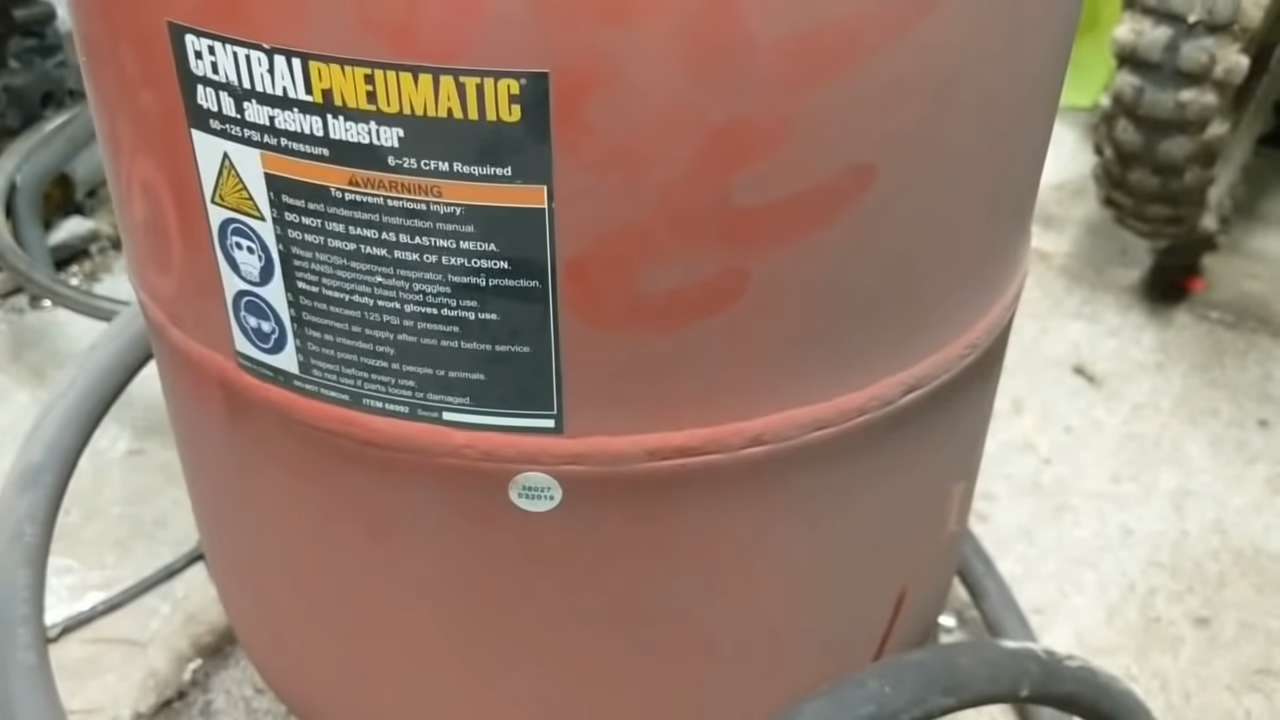 CENTRALPNEUMATIC®
40 lb. abrasive blaster
60~125 PSI Air Pressure
6~25 CFM Required
WARNING
To prevent serious injury:
1. Read and understand instruction manual.
2. DO NOT USE SAND AS BLASTING MEDIA.
3. DO NOT DROP TANK, RISK OF EXPLOSION.
4. Wear NIOSH-approved respirator, hearing protection,
and ANSI-approved safety goggles
under appropriate blast hood during use.
Wear heavy-duty work gloves during use.
5. Do not exceed 125 PSI air pressure.
6. Disconnect air supply after use and before service.
7. Use as intended only.
8. Do not point nozzle at people or animals.
9. Inspect before every use;
do not use if parts loose or damaged.
DO NOT REMOVE. ITEM 68992 Serial:
36027
032019